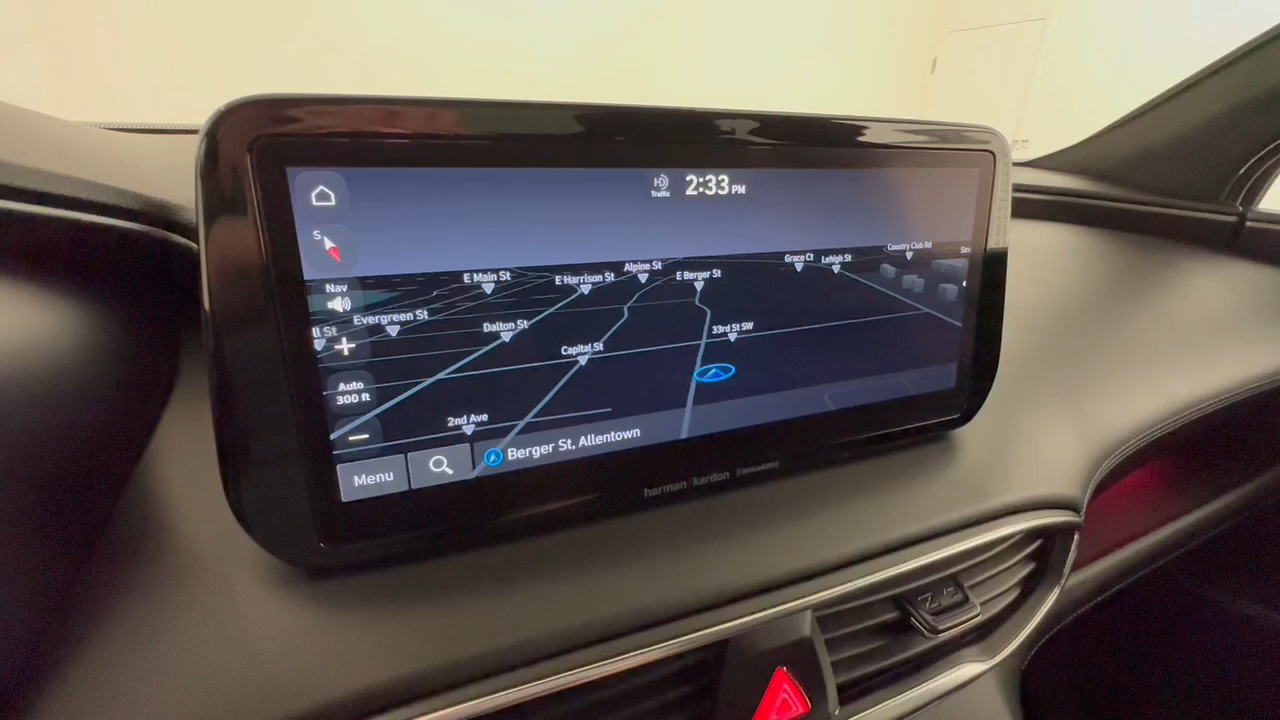 HD
Traffic
2:33 PM
S
Nav
Country Club Rd
Grace Ct
Lehigh St
Alpine St
E Main St
E Harrison St
E Berger St
Evergreen St
ll St
Dalton St
33rd St SW
Capital St
Auto
300 ft
2nd Ave
Menu
Berger St, Allentown
harman/kardon